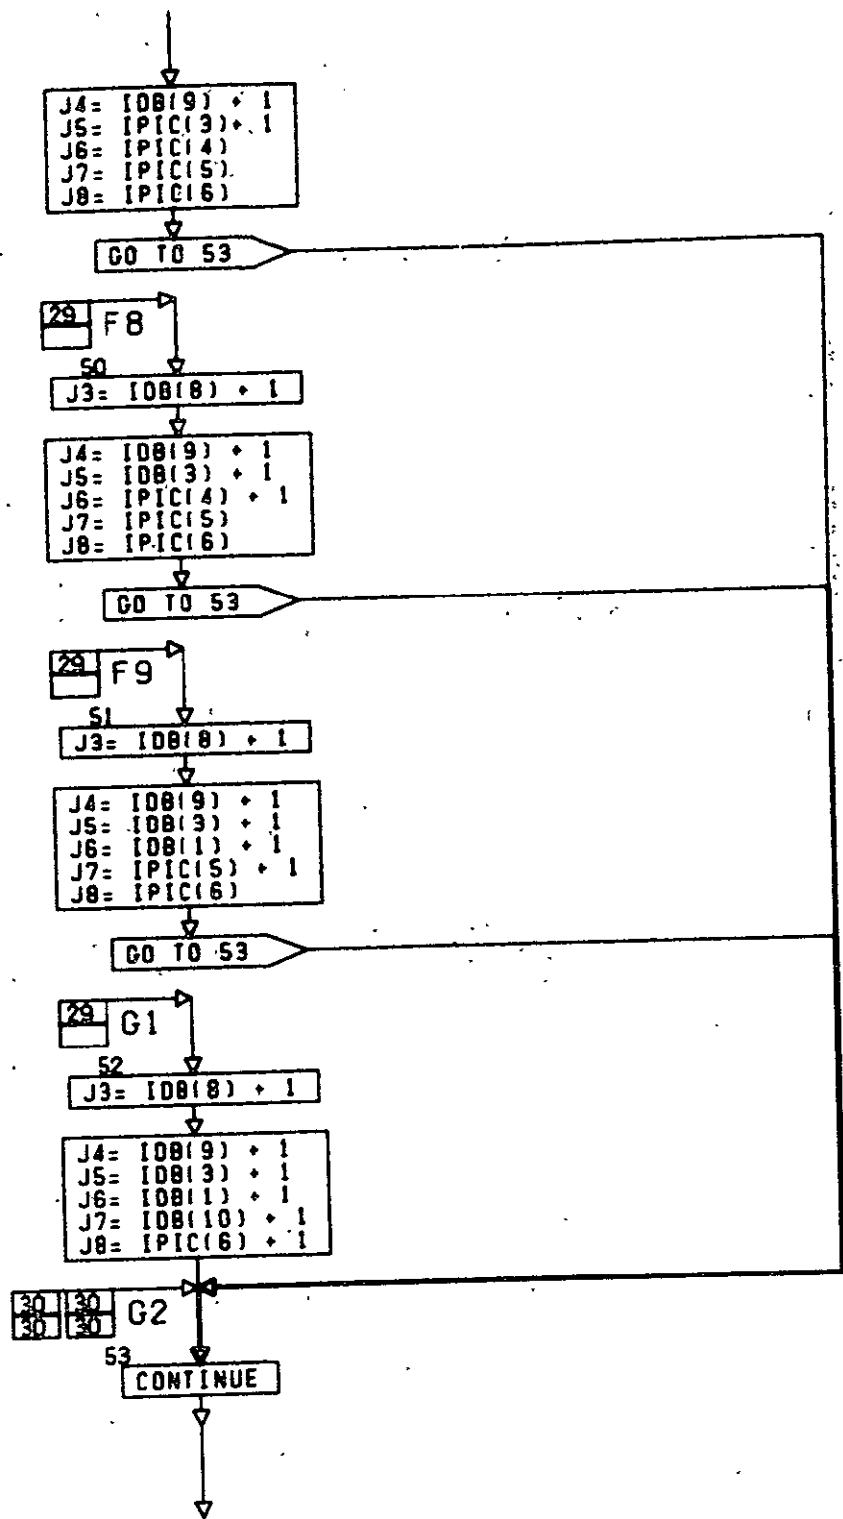 J4= IDB(9) + 1
J5= IPIC(3)+ 1
J6= IPIC(4)
J7= IPIC(5)
J8= IPIC(6)
GO TO 53
29 F8
50
J3= IDB(8) + 1
J4= IDB(9) + 1
J5= IDB(3) + 1
J6= IPIC(4) + 1
J7= IPIC(5)
J8= IPIC(6)
GO TO 53
29 F9
51
J3= IDB(8) + 1
J4= IDB(9) + 1
J5= IDB(3) + 1
J6= IDB(1) + 1
J7= IPIC(5) + 1
J8= IPIC(6)
GO TO 53
29 G1
52
J3= IDB(8) + 1
J4= IDB(9) + 1
J5= IDB(3) + 1
J6= IDB(1) + 1
J7= IDB(10) + 1
J8= IPIC(6) + 1
30 30 G2
30 30
53
CONTINUE